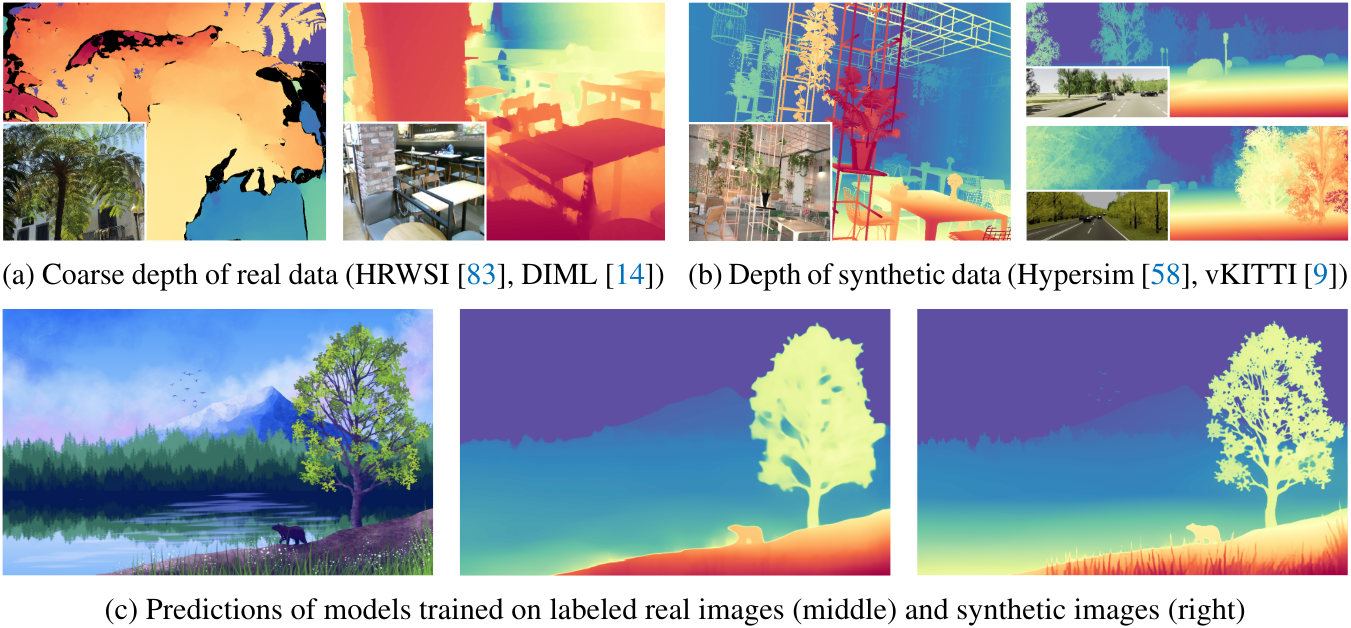 (a) Coarse depth of real data (HRWSI [83], DIML [14])
(b) Depth of synthetic data (Hypersim [58], vKITTI [9])
(c) Predictions of models trained on labeled real images (middle) and synthetic images (right)